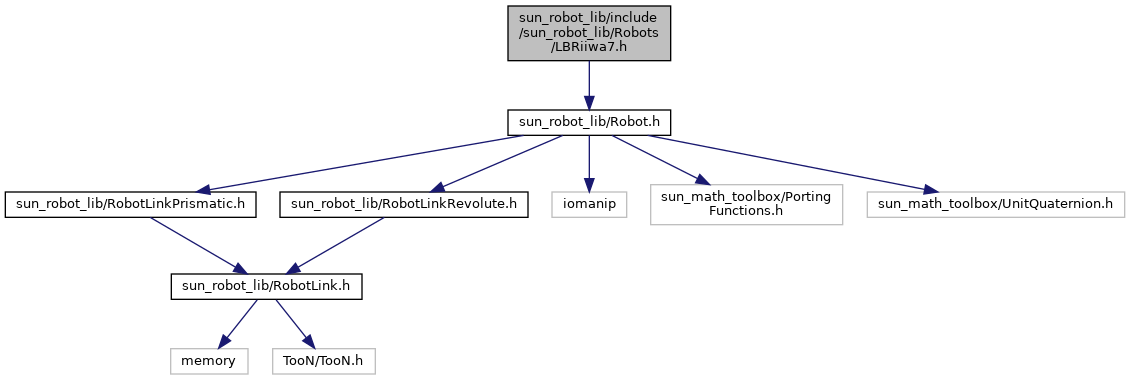 sun_robot_lib/include
/sun_robot_lib/Robots
/LBRiiwa7.h
sun_robot_lib/Robot.h
sun_robot_lib/RobotLinkPrismatic.h
sun_robot_lib/RobotLinkRevolute.h
iomanip
sun_math_toolbox/Porting
Functions.h
sun_math_toolbox/UnitQuaternion.h
sun_robot_lib/RobotLink.h
memory
TooN/TooN.h